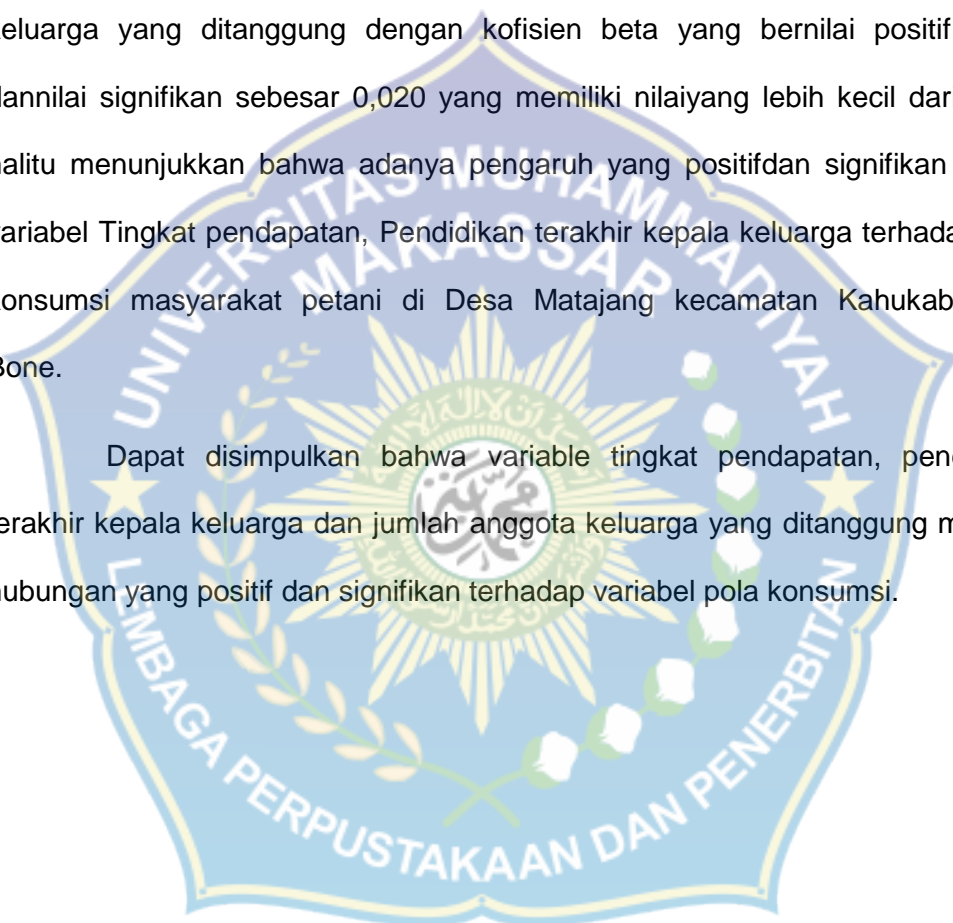 keluarga yang ditanggung dengan kofisien beta yang bernilai positif
dannilai signifikan sebesar 0,020 yang memiliki nilaiyang lebih kecil dar
halitu menunjukkan bahwa adanya pengaruh yang positifdan signifikan
variabel Tingkat pendapatan, Pendidikan terakhir kepala keluarga terhada
konsumsi masyarakat petani di Desa Matajang kecamatan Kahukab
Bone.
Dapat disimpulkan bahwa variable tingkat pendapatan, pen
terakhir kepala keluarga dan jumlah anggota keluarga yang ditanggung m
hubungan yang positif dan signifikan terhadap variabel pola konsumsi.
UNIVERSITAS MUHAMMADIYAH
MAKASSAR
LEMBAGA PERPUSTAKAAN DAN PENERBITAN